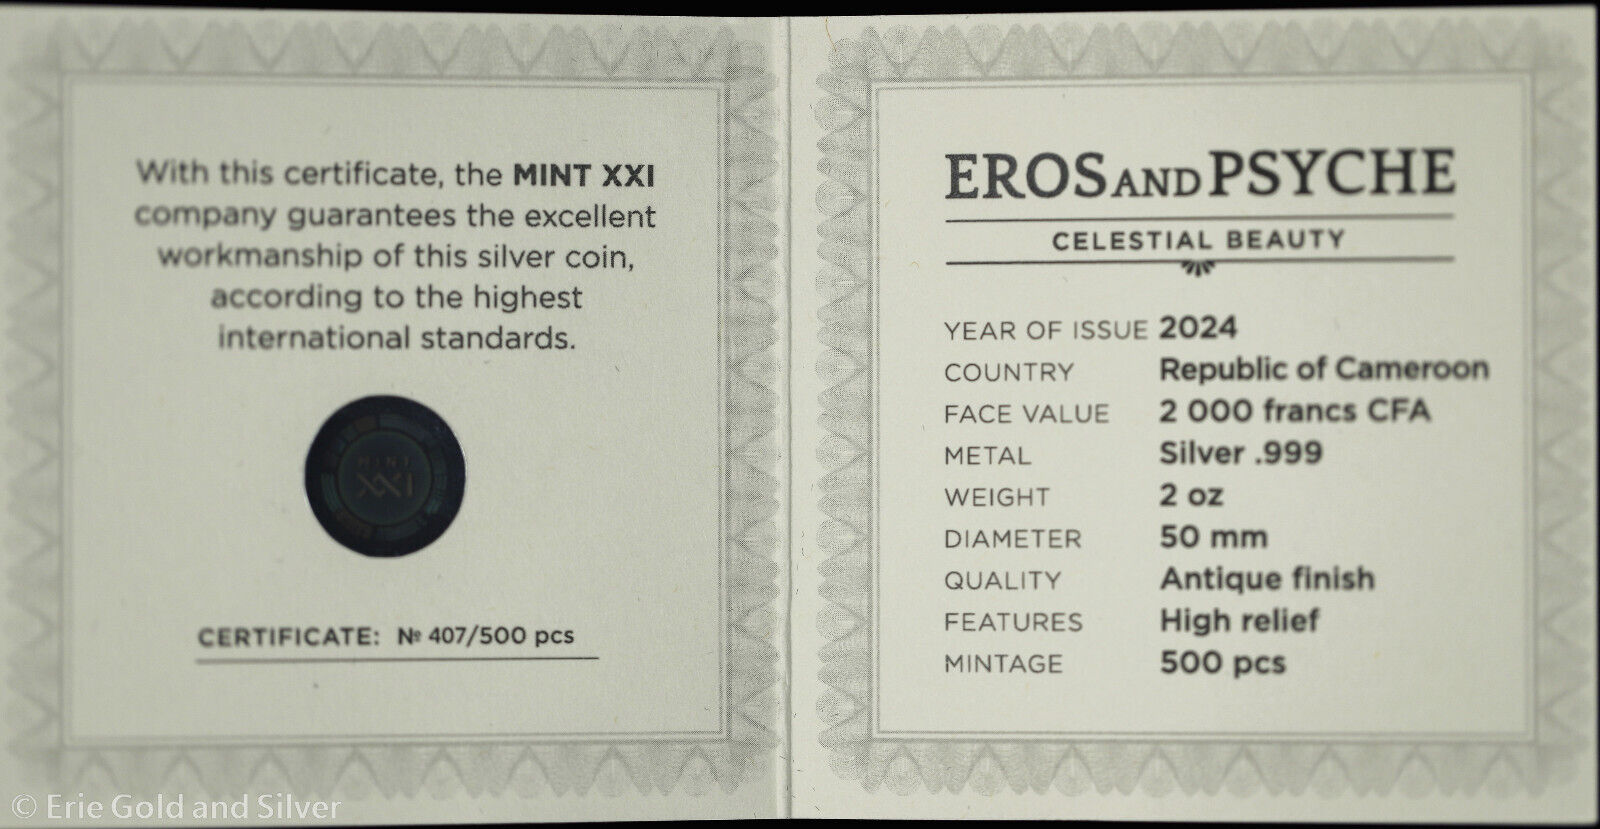 With this certificate, the MINT XXI
company guarantees the excellent
workmanship of this silver coin,
according to the highest
international standards.
MINT
XXI
CERTIFICATE: № 407/500 pcs
EROS AND PSYCHE
CELESTIAL BEAUTY
YEAR OF ISSUE 2024
COUNTRY Republic of Cameroon
FACE VALUE 2 000 francs CFA
METAL Silver .999
WEIGHT 2 oz
DIAMETER 50 mm
QUALITY Antique finish
FEATURES High relief
MINTAGE 500 pcs
© Erie Gold and Silver